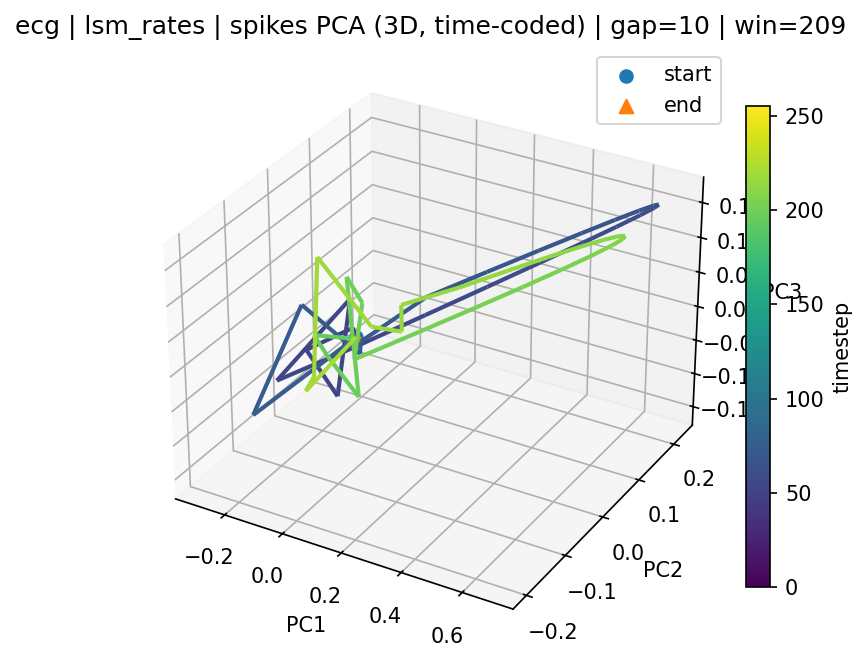 ecg | lsm_rates | spikes PCA (3D, time-coded) | gap=10 | win=209
start
end
250
200
150
100
50
0
timestep
PC3
0.2
0.1
0.0
−0.1
−0.2
PC2
−0.2
0.0
0.2
0.4
0.6
PC1